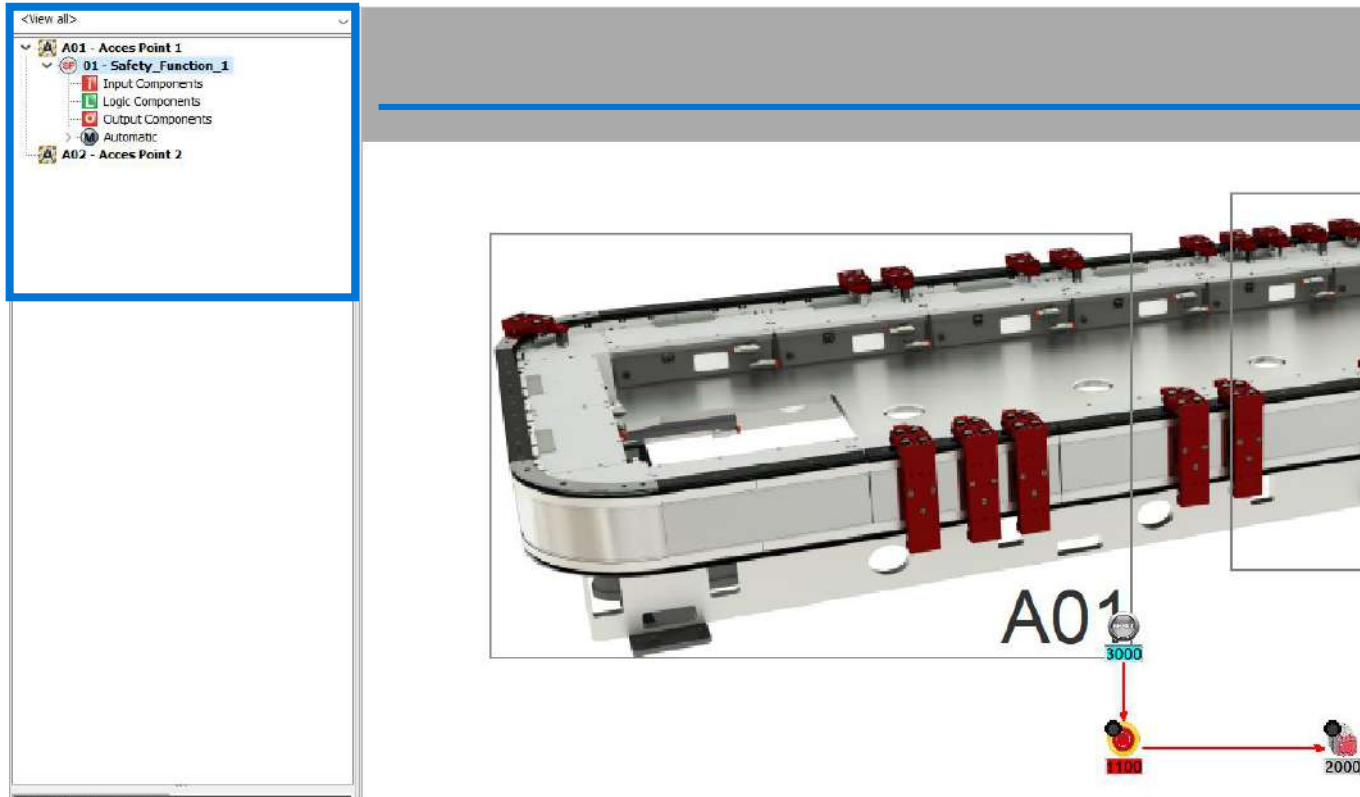 <View all>
A01 - Acces Point 1
01 - Safety_Function_1
Input Components
Logic Components
Output Components
Automatic
A02 - Acces Point 2
A01
3000
1100
2000